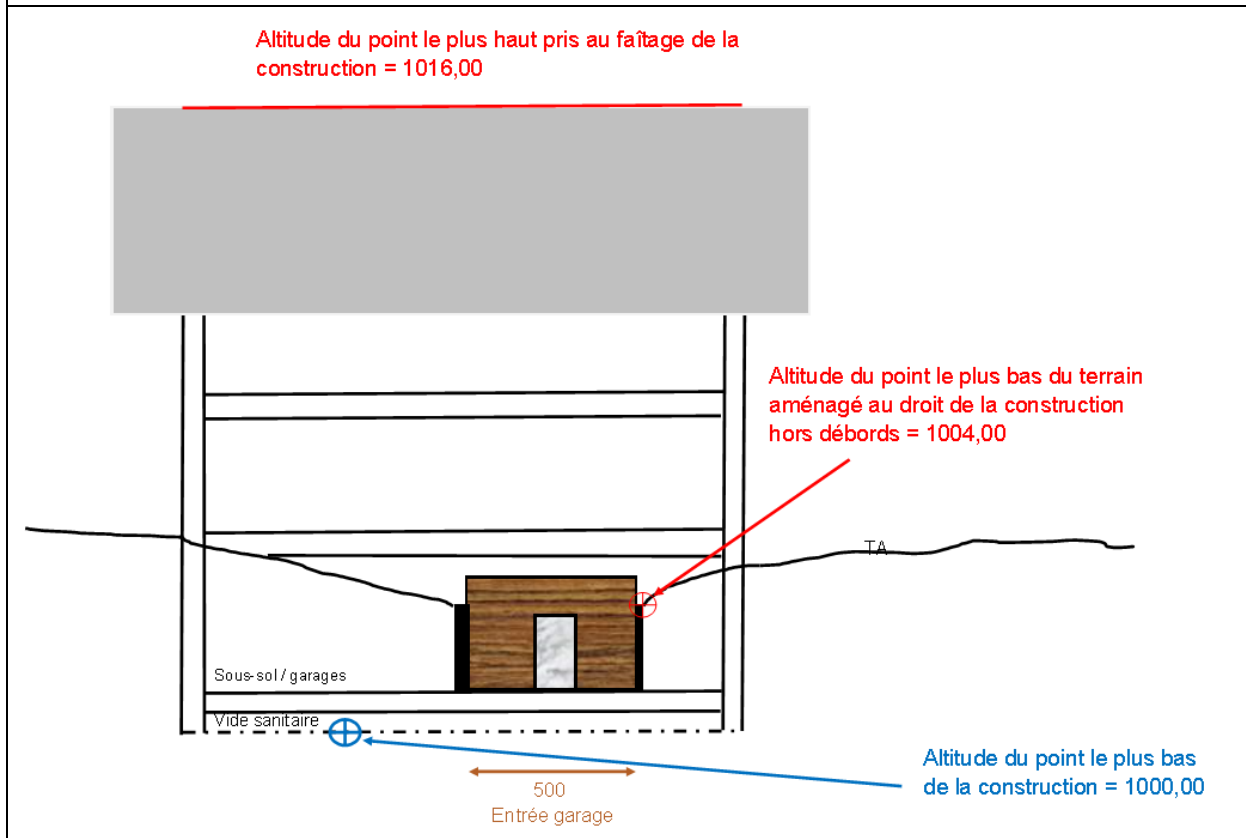 Altitude du point le plus haut pris au faîtage de la
construction = 1016,00
Altitude du point le plus bas du terrain
aménagé au droit de la construction
hors débords = 1004,00
TA
Sous-sol / garages
Vide sanitaire
Altitude du point le plus bas
de la construction = 1000,00
500
Entrée garage